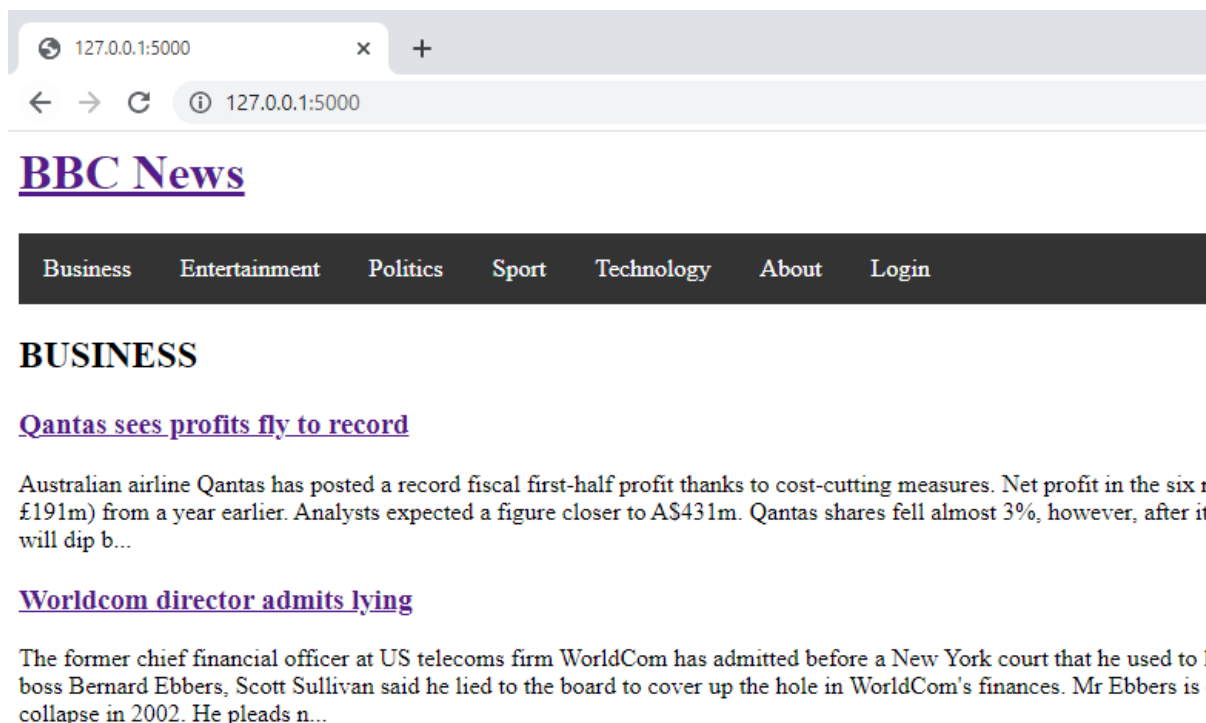 127.0.0.1:5000
127.0.0.1:5000
BBC News
Business Entertainment Politics Sport Technology About Login
BUSINESS
Qantas sees profits fly to record
Australian airline Qantas has posted a record fiscal first-half profit thanks to cost-cutting measures. Net profit in the six
£191m) from a year earlier. Analysts expected a figure closer to A$431m. Qantas shares fell almost 3%, however, after it
will dip b...
Worldcom director admits lying
The former chief financial officer at US telecoms firm WorldCom has admitted before a New York court that he used to
boss Bernard Ebbers, Scott Sullivan said he lied to the board to cover up the hole in WorldCom's finances. Mr Ebbers is
collapse in 2002. He pleads n...